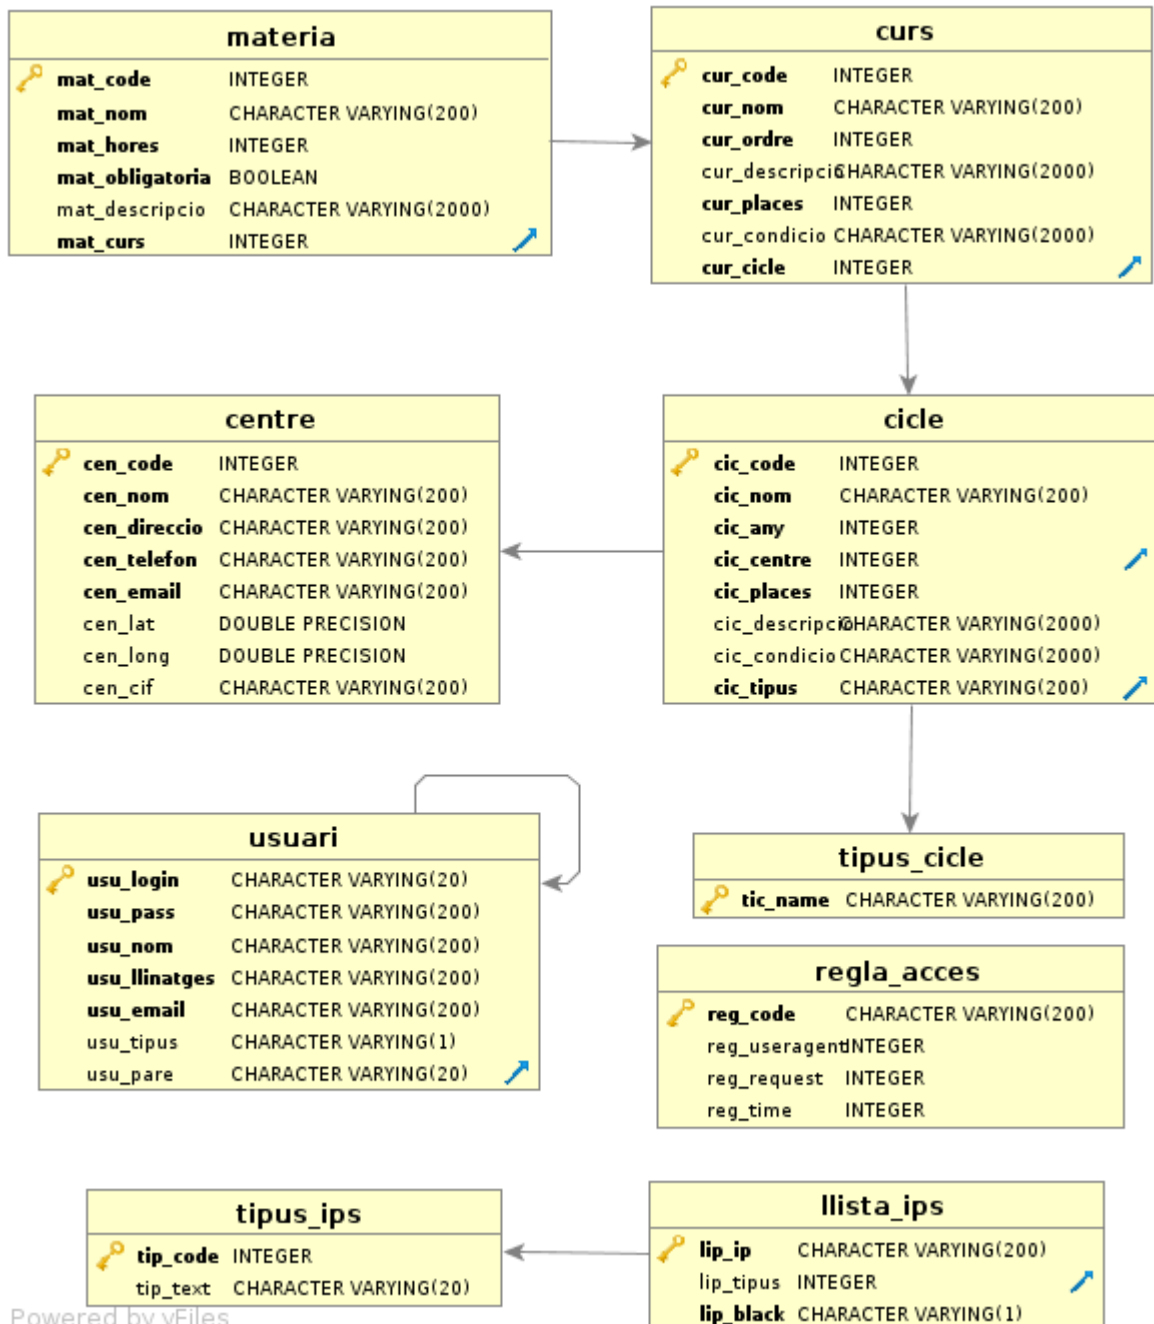 materia
mat_code INTEGER
mat_nom CHARACTER VARYING(200)
mat_hores INTEGER
mat_obligatoria BOOLEAN
mat_descripcio CHARACTER VARYING(2000)
mat_curs INTEGER
curs
cur_code INTEGER
cur_nom CHARACTER VARYING(200)
cur_ordre INTEGER
cur_descripció CHARACTER VARYING(2000)
cur_places INTEGER
cur_condicio CHARACTER VARYING(2000)
cur_cicle INTEGER
centre
cen_code INTEGER
cen_nom CHARACTER VARYING(200)
cen_direccio CHARACTER VARYING(200)
cen_telefon CHARACTER VARYING(200)
cen_email CHARACTER VARYING(200)
cen_lat DOUBLE PRECISION
cen_long DOUBLE PRECISION
cen_cif CHARACTER VARYING(200)
cicle
cic_code INTEGER
cic_nom CHARACTER VARYING(200)
cic_any INTEGER
cic_centre INTEGER
cic_places INTEGER
cic_descripcio CHARACTER VARYING(2000)
cic_condicio CHARACTER VARYING(2000)
cic_tipus CHARACTER VARYING(200)
usuari
usu_login CHARACTER VARYING(20)
usu_pass CHARACTER VARYING(200)
usu_nom CHARACTER VARYING(200)
usu_llinatges CHARACTER VARYING(200)
usu_email CHARACTER VARYING(200)
usu_tipus CHARACTER VARYING(1)
usu_pare CHARACTER VARYING(20)
tipus_cicle
tic_name CHARACTER VARYING(200)
regla_acces
reg_code CHARACTER VARYING(200)
reg_useragent INTEGER
reg_request INTEGER
reg_time INTEGER
tipus_ips
tip_code INTEGER
tip_text CHARACTER VARYING(20)
llista_ips
lip_ip CHARACTER VARYING(200)
lip_tipus INTEGER
lip_black CHARACTER VARYING(1)
Powered by yFiles